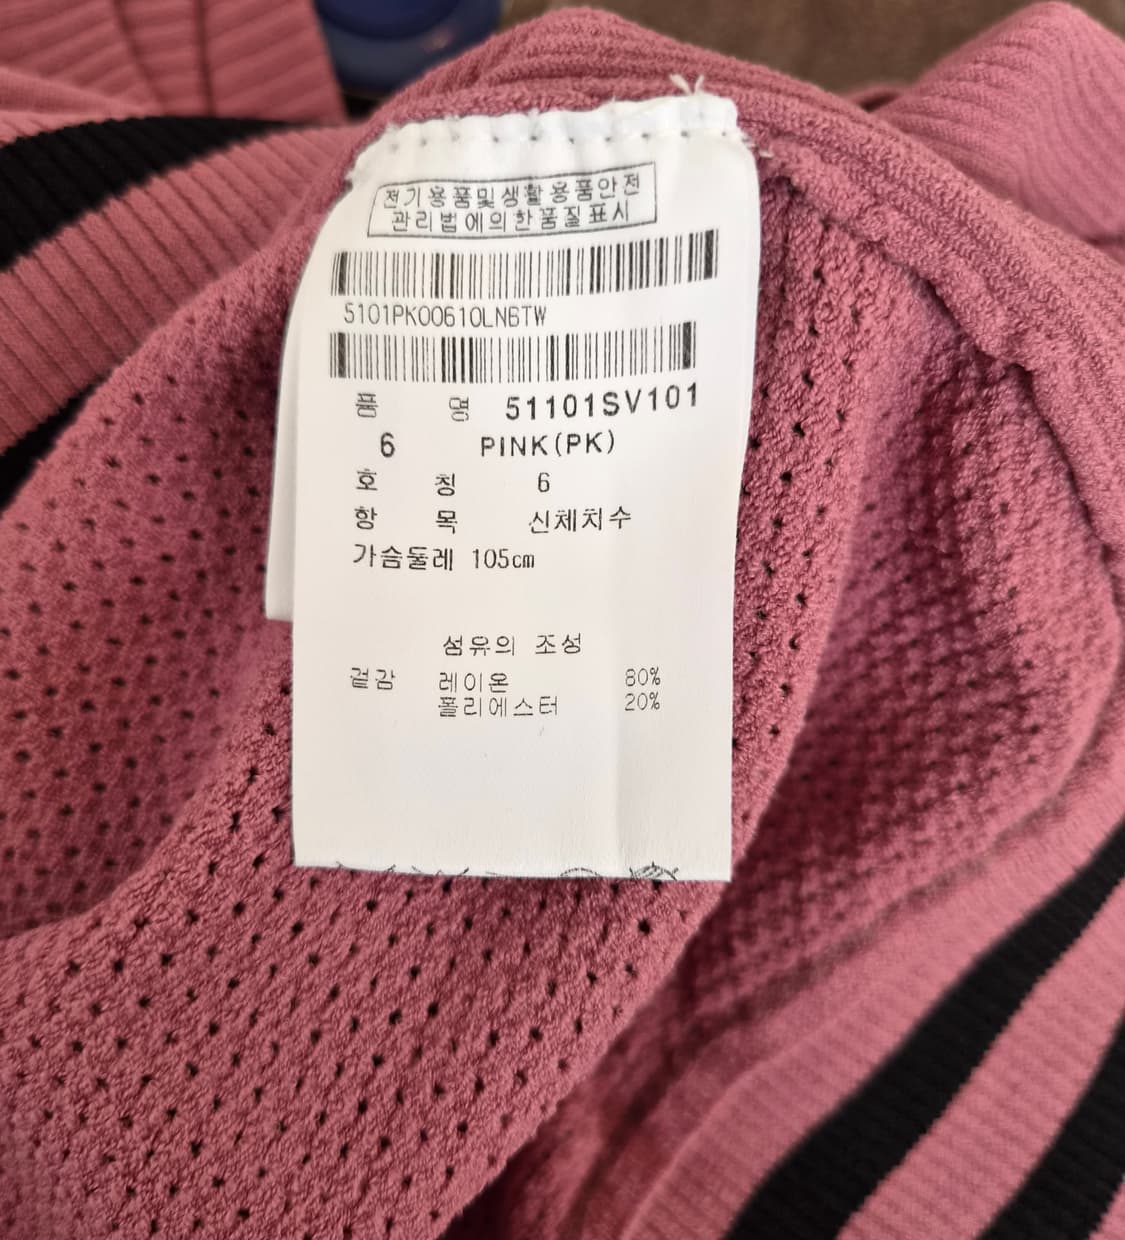 전기용품및생활용품안전
관리법에의한품질표시
5101PK00610LNBTW
품 명 51101SV101
6 PINK(PK)
호 칭 6
항 목 신체치수
가슴둘레 105cm
섬유의 조성
겉감 레이온 80%
폴리에스터 20%